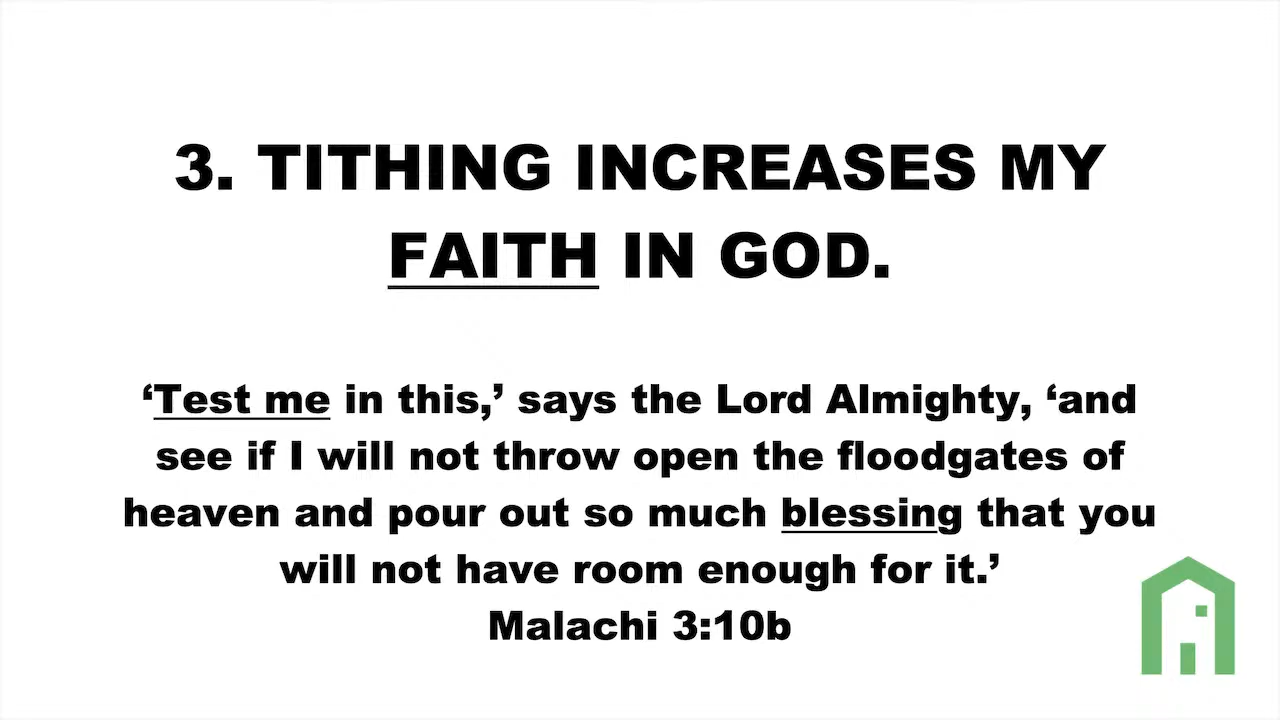 3. TITHING INCREASES MY
FAITH IN GOD.
‘Test me in this,’ says the Lord Almighty, ‘and
see if I will not throw open the floodgates of
heaven and pour out so much blessing that you
will not have room enough for it.’
Malachi 3:10b